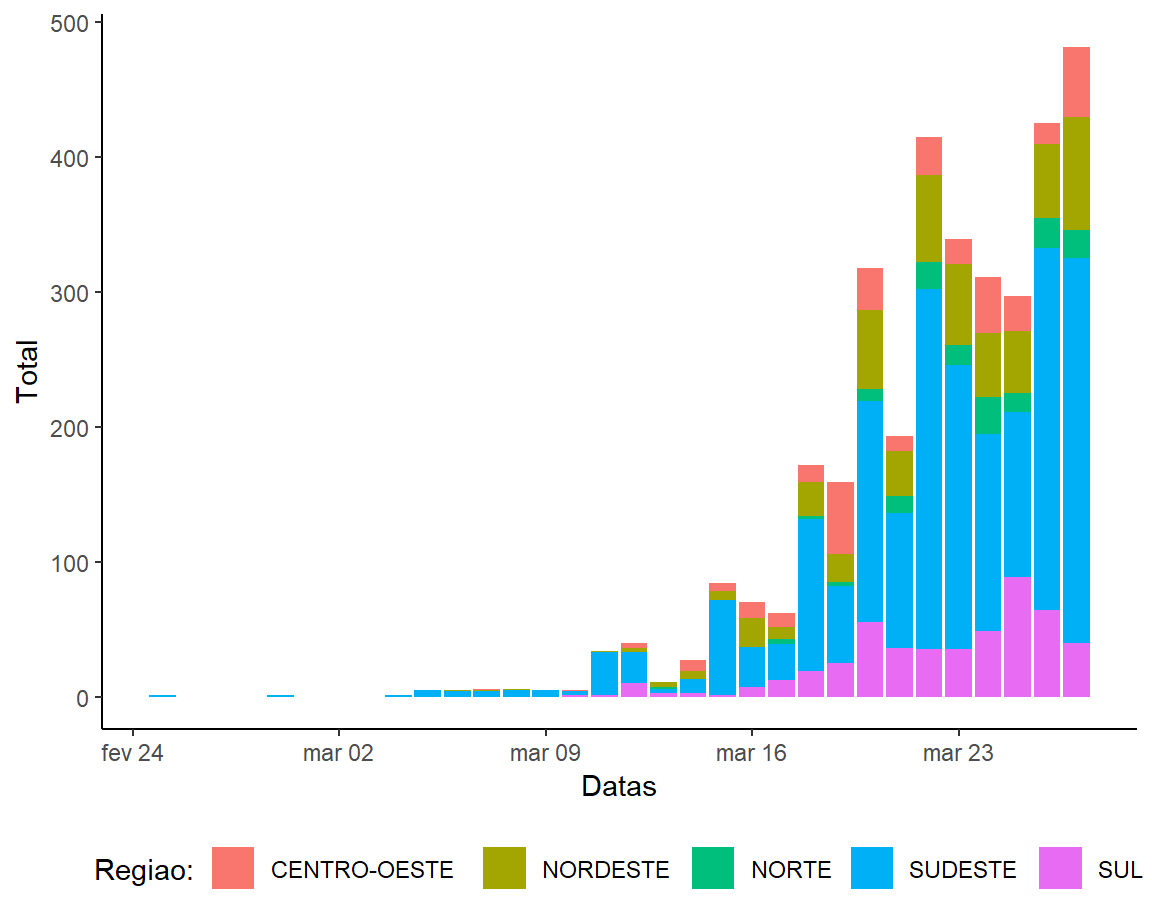 500
400
300
200
100
0
Total
fev 24 mar 02 mar 09 mar 16 mar 23
Datas
Regiao: CENTRO-OESTE NORDESTE NORTE SUDESTE SUL